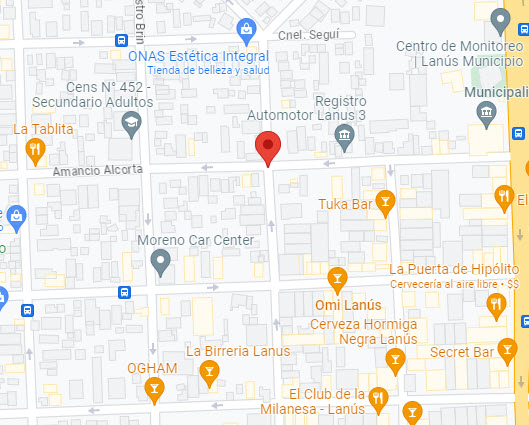 stro Brin
Cnel. Seguí
Centro de Monitoreo
| Lanús Municipio
ONAS Estética Integral
Tienda de belleza y salud
Cens N° 452 -
Secundario Adultos
Registro
Automotor Lanus 3
Municipali
La Tablita
Amancio Alcorta
Tuka Bar
El
Moreno Car Center
La Puerta de Hipólito
Cervecería al aire libre • $$
Omi Lanús
Cerveza Hormiga
Negra Lanús
La Birreria Lanus
Secret Bar
OGHAM
El Club de la
Milanesa - Lanús